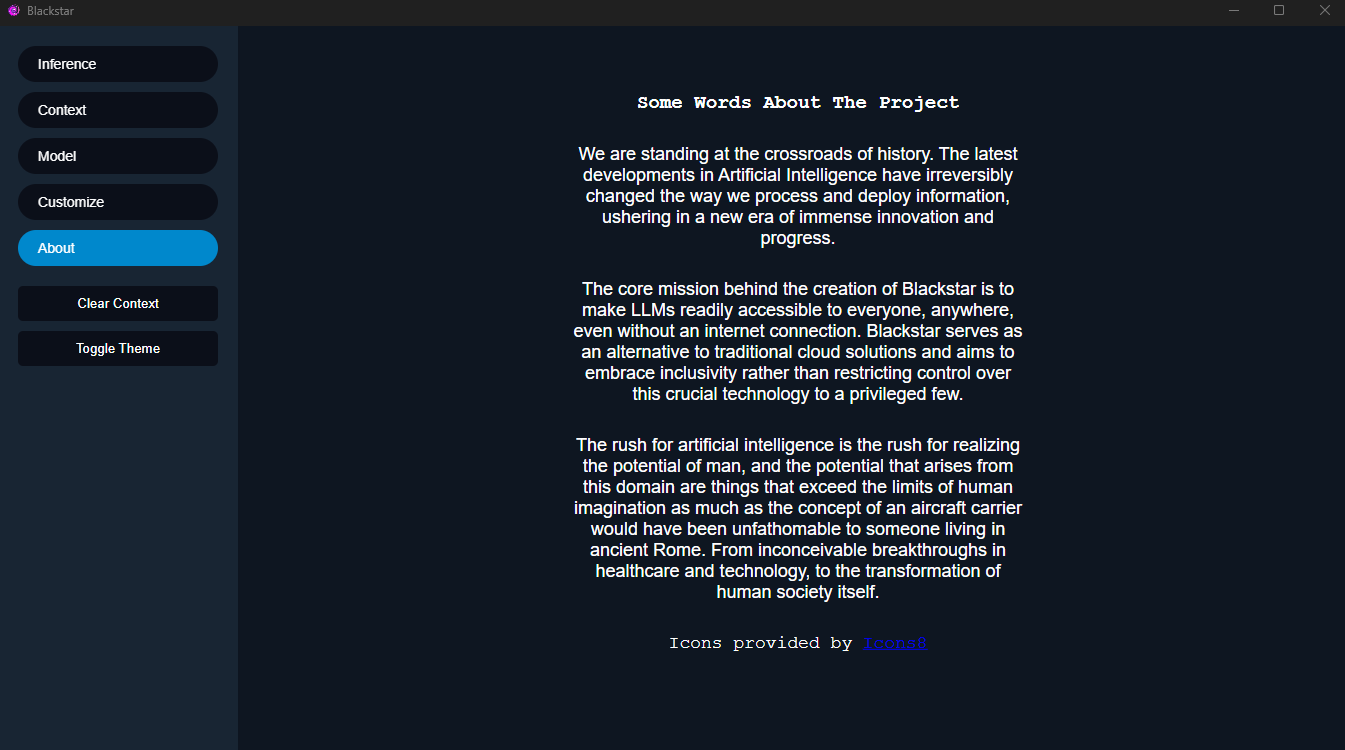 Blackstar
Inference
Context
Model
Customize
About
Clear Context
Toggle Theme
Some Words About The Project
We are standing at the crossroads of history. The latest
developments in Artificial Intelligence have irreversibly
changed the way we process and deploy information,
ushering in a new era of immense innovation and
progress.
The core mission behind the creation of Blackstar is to
make LLMs readily accessible to everyone, anywhere,
even without an internet connection. Blackstar serves as
an alternative to traditional cloud solutions and aims to
embrace inclusivity rather than restricting control over
this crucial technology to a privileged few.
The rush for artificial intelligence is the rush for realizing
the potential of man, and the potential that arises from
this domain are things that exceed the limits of human
imagination as much as the concept of an aircraft carrier
would have been unfathomable to someone living in
ancient Rome. From inconceivable breakthroughs in
healthcare and technology, to the transformation of
human society itself.
Icons provided by Icons8